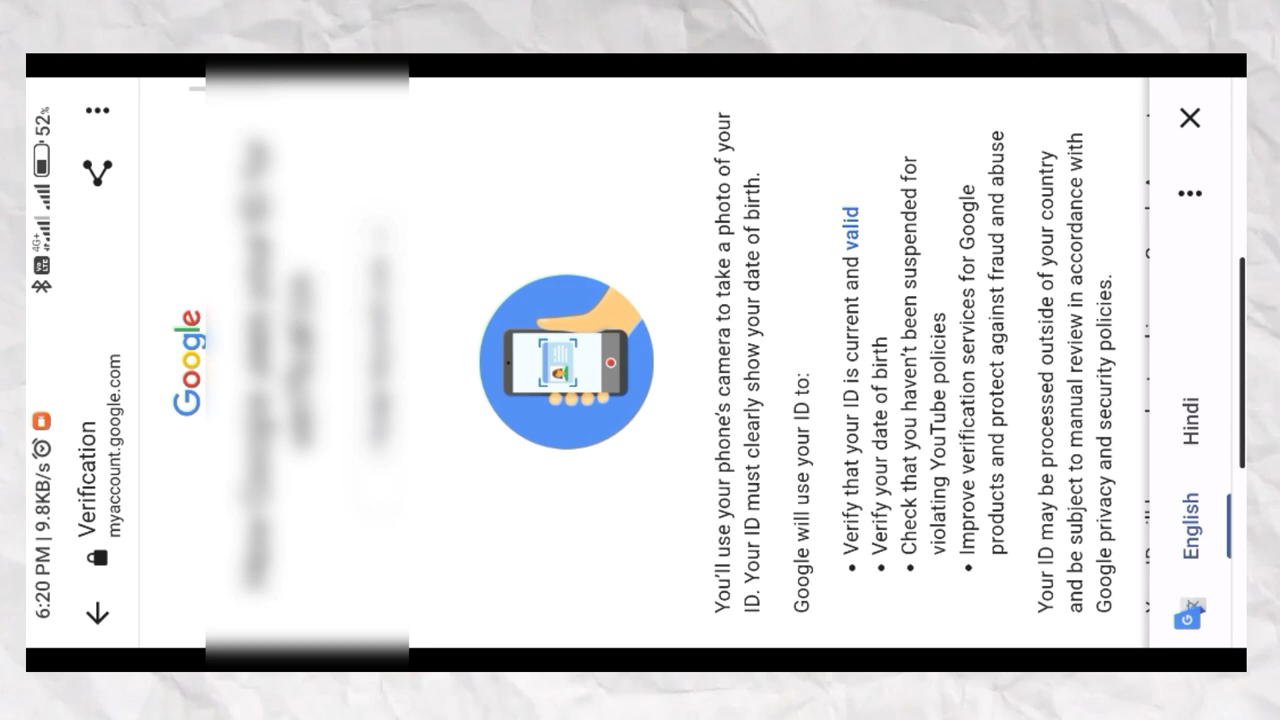 6:20 PM | 9.8KB/s
4G+
VO
LTE
52%
Verification
myaccount.google.com
Google
You'll use your phone's camera to take a photo of your
ID. Your ID must clearly show your date of birth.
Google will use your ID to:
• Verify that your ID is current and valid
• Verify your date of birth
• Check that you haven't been suspended for
violating YouTube policies
• Improve verification services for Google
products and protect against fraud and abuse
Your ID may be processed outside of your country
and be subject to manual review in accordance with
Google privacy and security policies.
G
English
Hindi